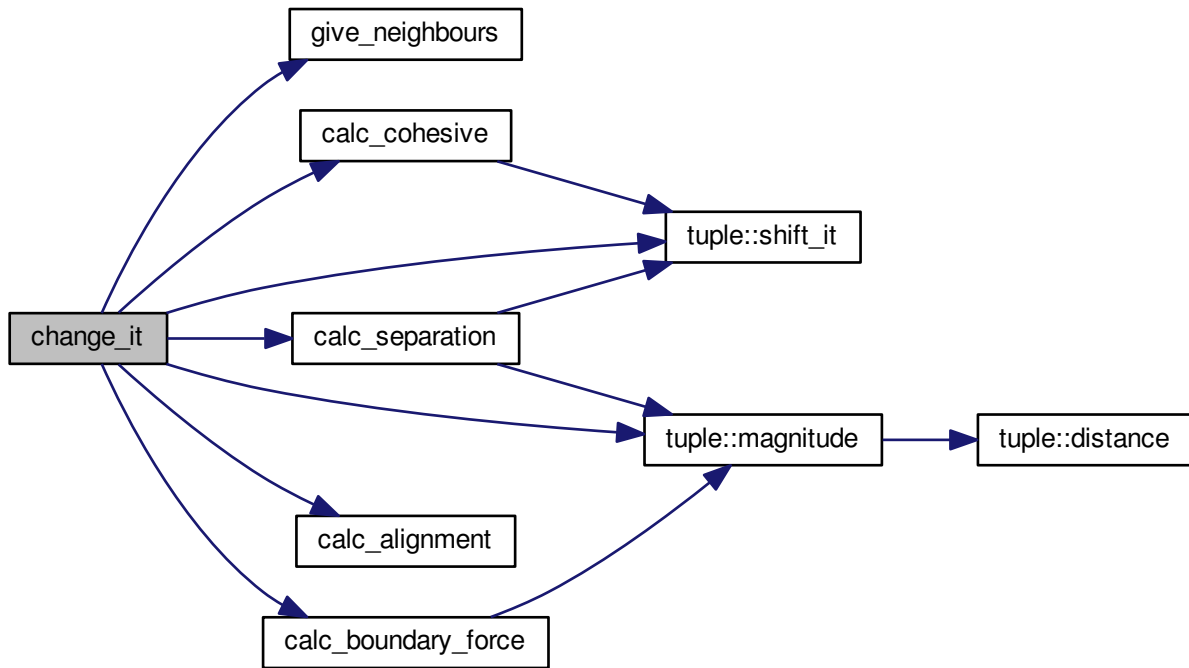 give_neighbours
calc_cohesive
tuple::shift_it
change_it
calc_separation
tuple::magnitude
tuple::distance
calc_alignment
calc_boundary_force